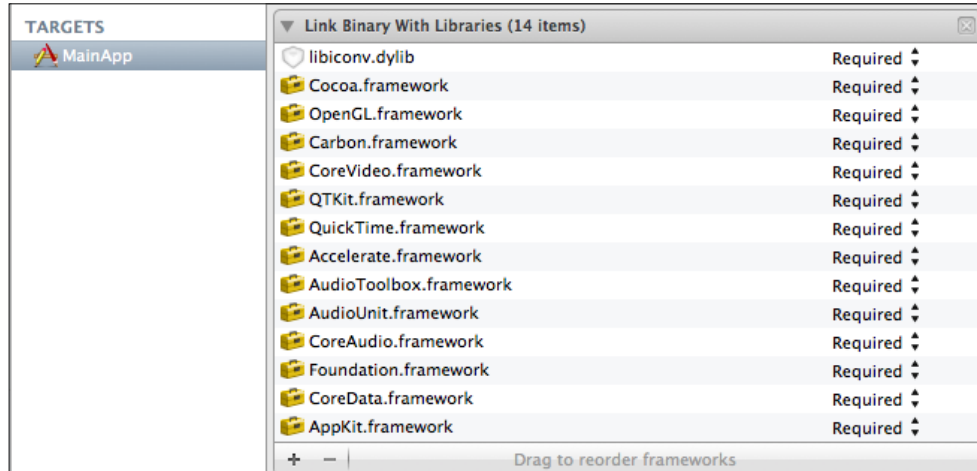 TARGETS
MainApp
Link Binary With Libraries (14 items)
libiconv.dylib Required
Cocoa.framework Required
OpenGL.framework Required
Carbon.framework Required
CoreVideo.framework Required
QTKit.framework Required
QuickTime.framework Required
Accelerate.framework Required
AudioToolbox.framework Required
AudioUnit.framework Required
CoreAudio.framework Required
Foundation.framework Required
CoreData.framework Required
AppKit.framework Required
Drag to reorder frameworks